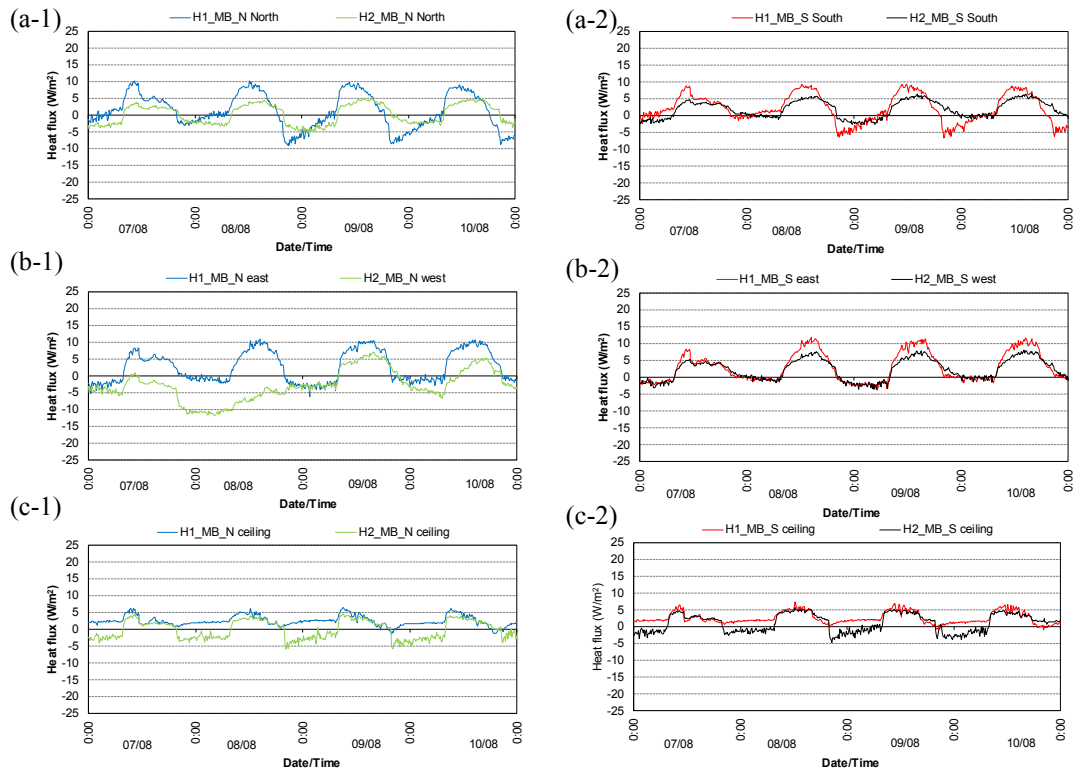 (a-1)
H1_MB_N North H2_MB_N North
Heat flux (W/m²)
25
20
15
10
5
0
-5
-10
-15
-20
-25
0:00 0:00 0:00 0:00 0:00
07/08 08/08 09/08 10/08
Date/Time
(a-2)
H1_MB_S South H2_MB_S South
Heat flux (W/m²)
25
20
15
10
5
0
-5
-10
-15
-20
-25
0:00 0:00 0:00 0:00 0:00
07/08 08/08 09/08 10/08
Date/Time
(b-1)
H1_MB_N east H2_MB_N west
Heat flux (W/m²)
25
20
15
10
5
0
-5
-10
-15
-20
-25
0:00 0:00 0:00 0:00 0:00
07/08 08/08 09/08 10/08
Date/Time
(b-2)
H1_MB_S east H2_MB_S west
Heat flux (W/m²)
25
20
15
10
5
0
-5
-10
-15
-20
-25
0:00 0:00 0:00 0:00 0:00
07/08 08/08 09/08 10/08
Date/Time
(c-1)
H1_MB_N ceiling H2_MB_N ceiling
Heat flux (W/m²)
25
20
15
10
5
0
-5
-10
-15
-20
-25
0:00 0:00 0:00 0:00 0:00
07/08 08/08 09/08 10/08
Date/Time
(c-2)
H1_MB_S ceiling H2_MB_S ceiling
Heat flux (W/m²)
25
20
15
10
5
0
-5
-10
-15
-20
-25
0:00 0:00 0:00 0:00 0:00
07/08 08/08 09/08 10/08
Date/Time